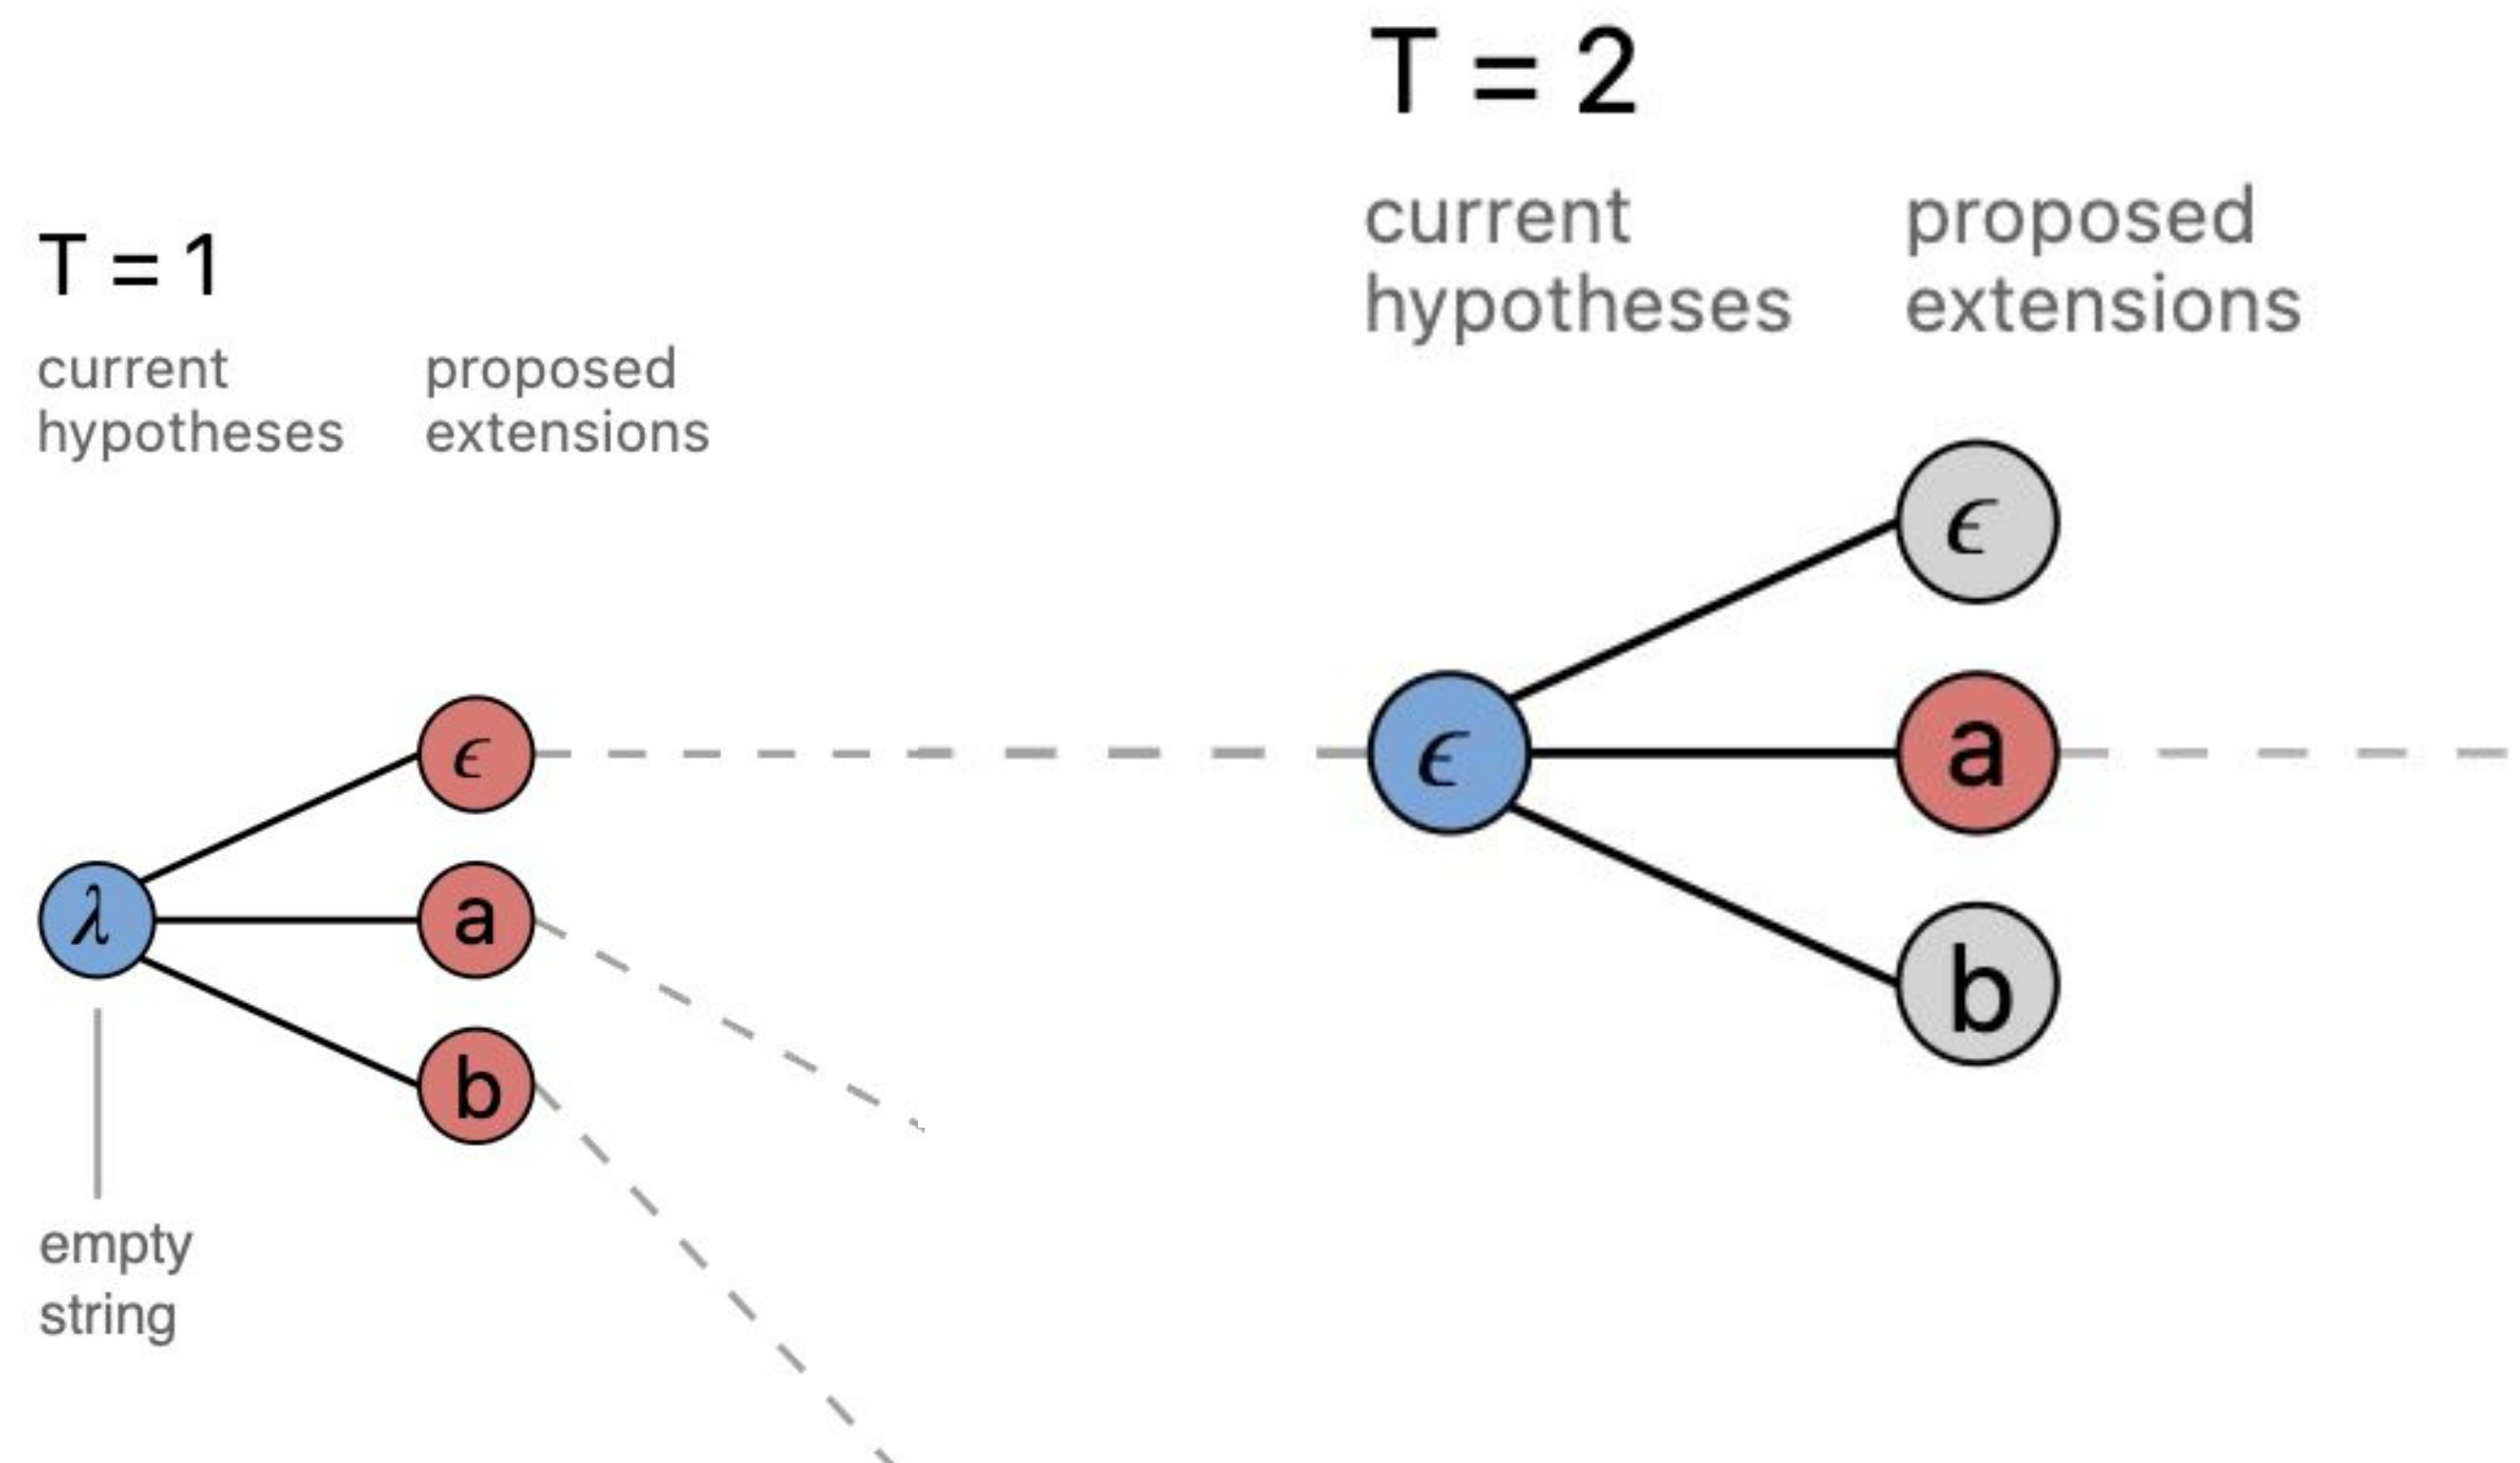 T = 1
current
hypotheses
proposed
extensions
λ
ϵ
a
b
empty
string
T = 2
current
hypotheses
proposed
extensions
ϵ
ϵ
a
b